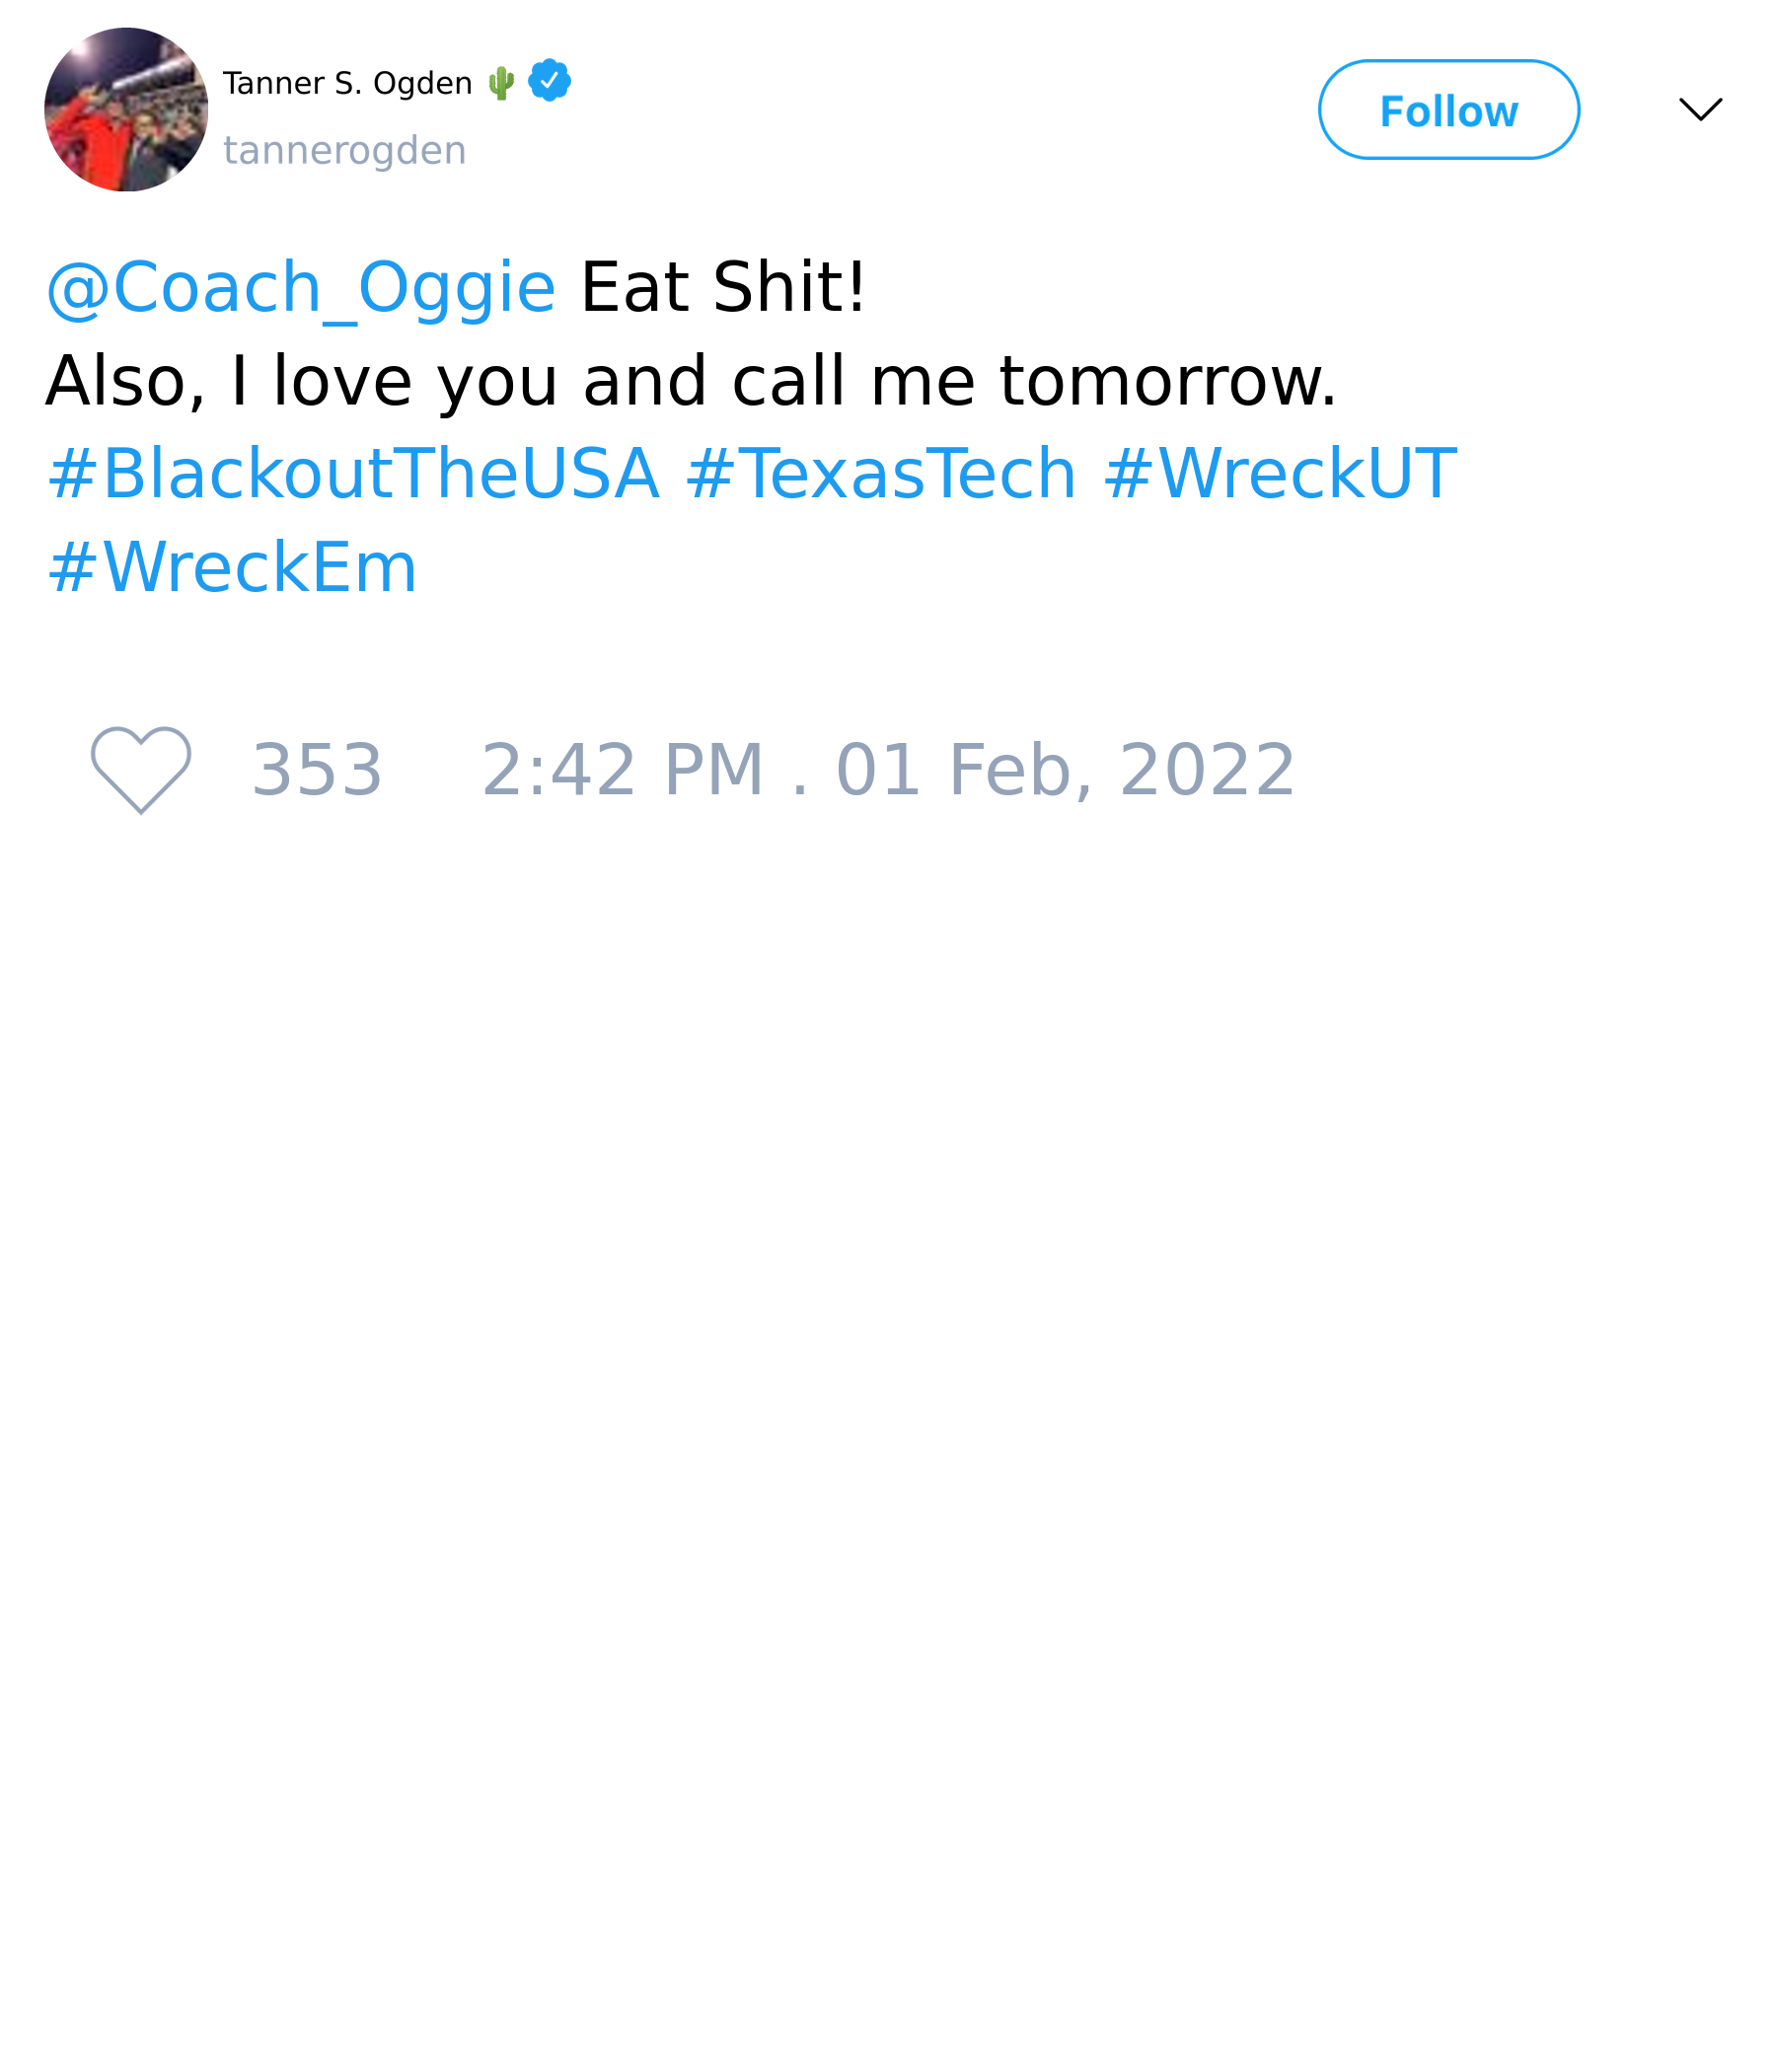 Tanner S. Ogden 🌵
tannerogden
Follow
@Coach_Oggie Eat Shit!
Also, I love you and call me tomorrow.
#BlackoutTheUSA #TexasTech #WreckUT
#WreckEm
353 2:42 PM . 01 Feb, 2022